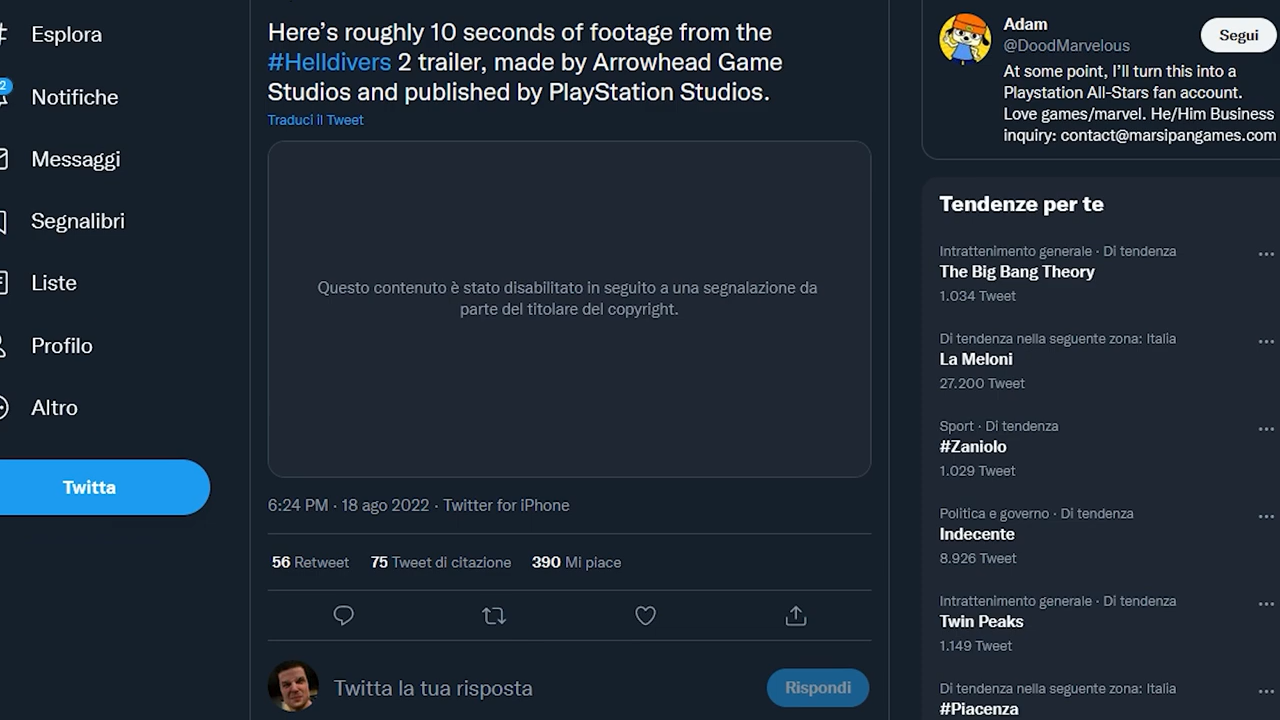 Esplora
2
Notifiche
Messaggi
Segnalibri
Liste
Profilo
Altro
Twitta
Here’s roughly 10 seconds of footage from the
#Helldivers 2 trailer, made by Arrowhead Game
Studios and published by PlayStation Studios.
Traduci il Tweet
Questo contenuto è stato disabilitato in seguito a una segnalazione da
parte del titolare del copyright.
6:24 PM · 18 ago 2022 · Twitter for iPhone
56 Retweet 75 Tweet di citazione 390 Mi piace
Twitta la tua risposta
Rispondi
Adam
@DoodMarvelous
Segui
At some point, I’ll turn this into a
Playstation All-Stars fan account.
Love games/marvel. He/Him Business
inquiry: contact@marsipangames.com
Tendenze per te
Intrattenimento generale · Di tendenza
The Big Bang Theory
1.034 Tweet
Di tendenza nella seguente zona: Italia
La Meloni
27.200 Tweet
Sport · Di tendenza
#Zaniolo
1.029 Tweet
Politica e governo · Di tendenza
Indecente
8.926 Tweet
Intrattenimento generale · Di tendenza
Twin Peaks
1.149 Tweet
Di tendenza nella seguente zona: Italia
#Piacenza